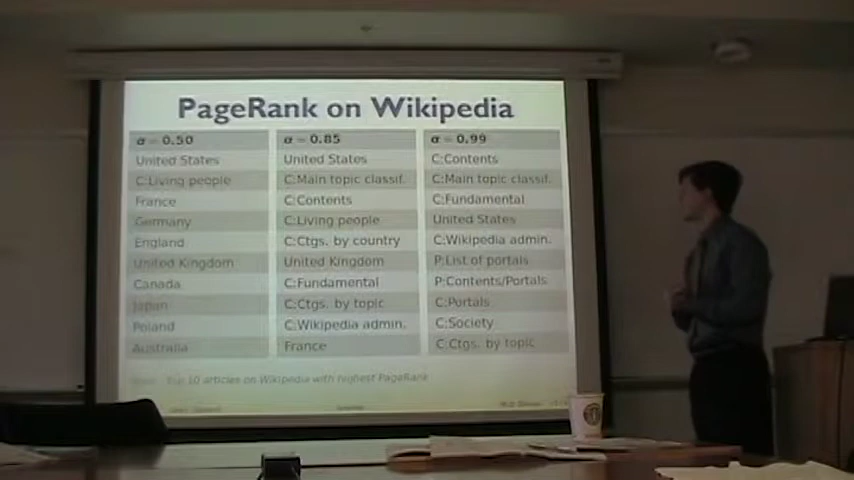 PageRank on Wikipedia
α = 0.50 α = 0.85 α = 0.99
United States United States C:Contents
C:Living people C:Main topic classif. C:Main topic classif.
France C:Contents C:Fundamental
Germany C:Living people United States
England C:Ctgs. by country C:Wikipedia admin.
United Kingdom United Kingdom P:List of portals
Canada C:Fundamental P:Contents/Portals
Japan C:Ctgs. by topic C:Portals
Poland C:Wikipedia admin. C:Society
Australia France C:Ctgs. by topic
Top 10 articles on Wikipedia with highest PageRank